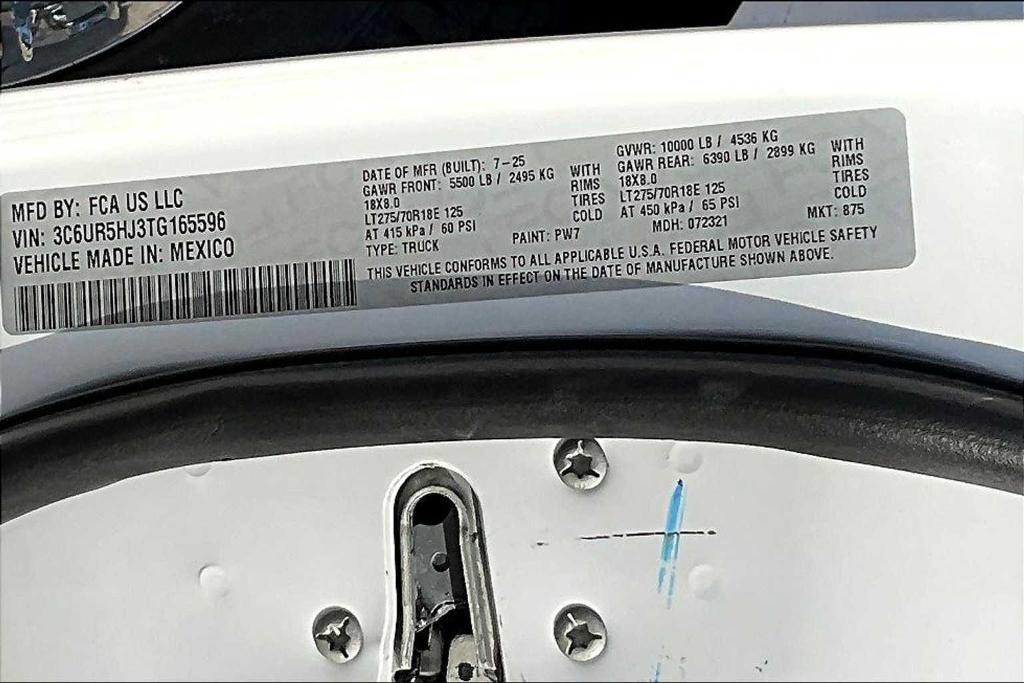 MFD BY: FCA US LLC
VIN: 3C6UR5HJ3TG165596
VEHICLE MADE IN: MEXICO
DATE OF MFR (BUILT): 7-25
GAWR FRONT: 5500 LB / 2495 KG WITH
18X8.0 RIMS
LT275/70R18E 125 TIRES
AT 415 kPa / 60 PSI COLD
TYPE: TRUCK PAINT: PW7
GVWR: 10000 LB / 4536 KG
GAWR REAR: 6390 LB / 2899 KG WITH
18X8.0 RIMS
LT275/70R18E 125 TIRES
AT 450 kPa / 65 PSI COLD
MDH: 072321 MKT: 875
THIS VEHICLE CONFORMS TO ALL APPLICABLE U.S.A. FEDERAL MOTOR VEHICLE SAFETY
STANDARDS IN EFFECT ON THE DATE OF MANUFACTURE SHOWN ABOVE.